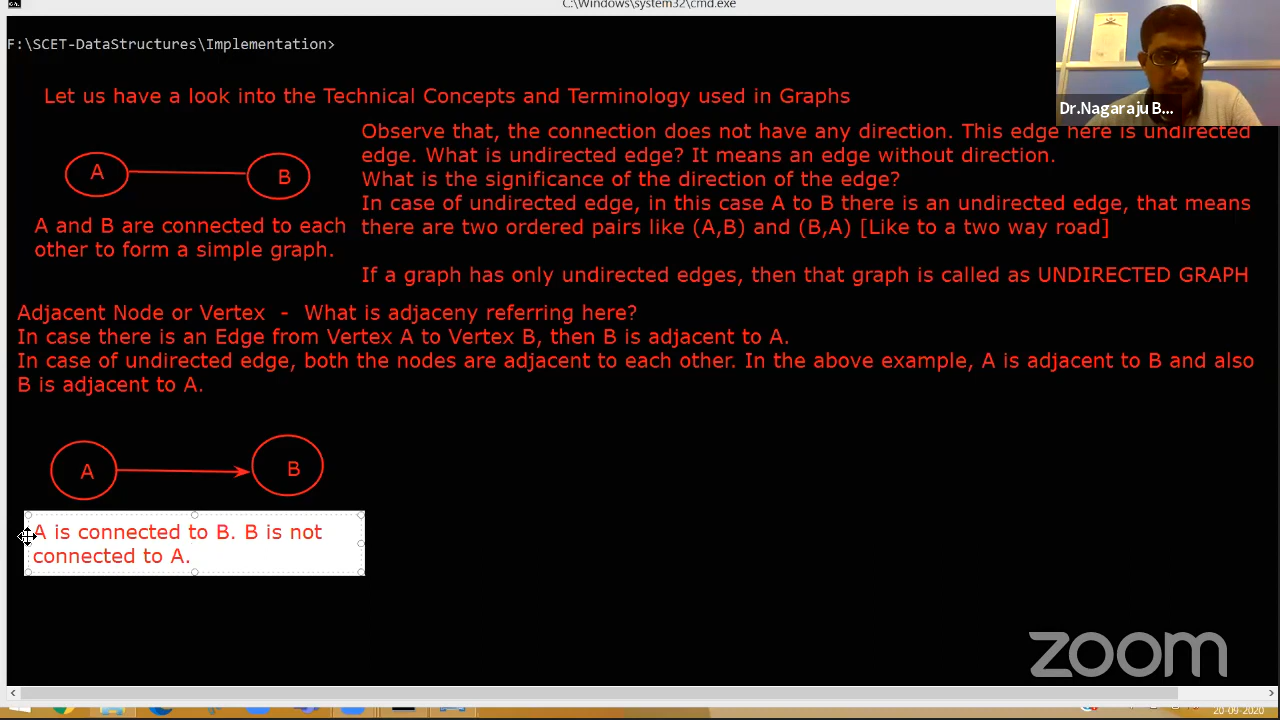 C:\Windows\system32\cmd.exe
F:\SCET-DataStructures\Implementation>
Let us have a look into the Technical Concepts and Terminology used in Graphs
Dr.Nagaraju B...
Observe that, the connection does not have any direction. This edge here is undirected
edge. What is undirected edge? It means an edge without direction.
What is the significance of the direction of the edge?
In case of undirected edge, in this case A to B there is an undirected edge, that means
there are two ordered pairs like (A,B) and (B,A) [Like to a two way road]
A
B
A and B are connected to each
other to form a simple graph.
If a graph has only undirected edges, then that graph is called as UNDIRECTED GRAPH
Adjacent Node or Vertex - What is adjaceny referring here?
In case there is an Edge from Vertex A to Vertex B, then B is adjacent to A.
In case of undirected edge, both the nodes are adjacent to each other. In the above example, A is adjacent to B and also
B is adjacent to A.
A
B
A is connected to B. B is not
connected to A.
zoom
20-09-2020